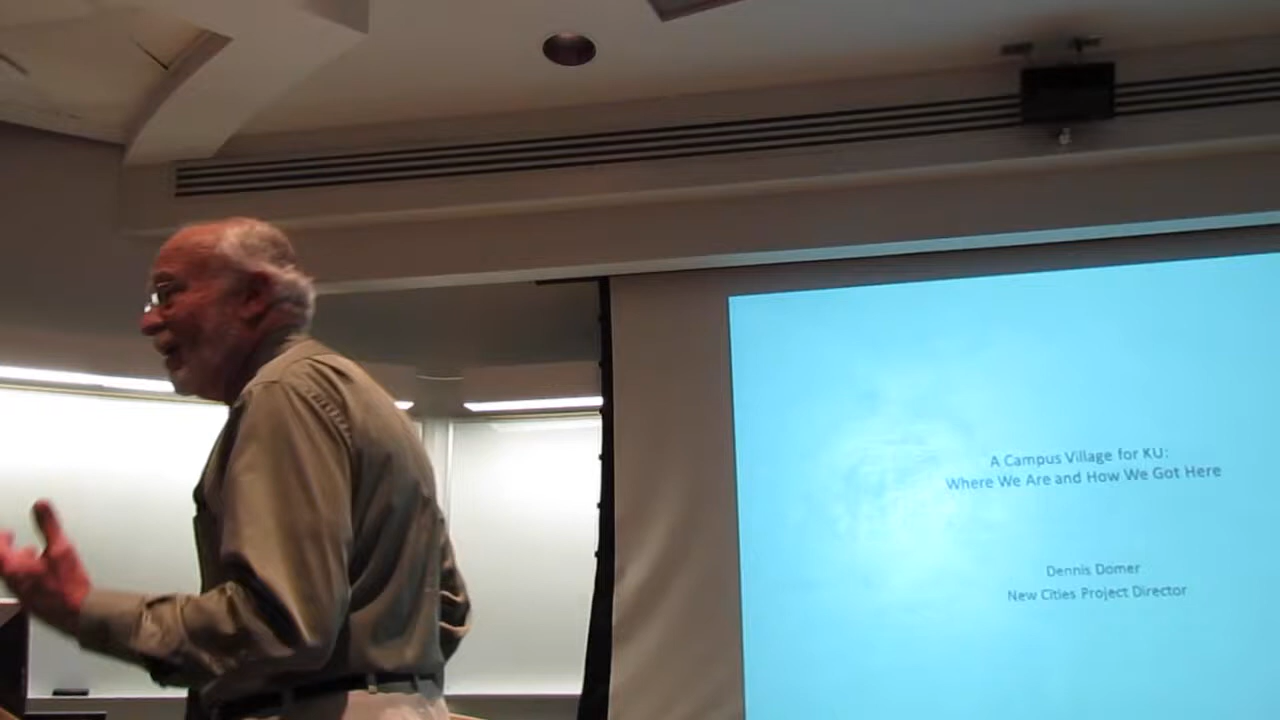 A Campus Village for KU:
Where We Are and How We Got Here
Dennis Domer
New Cities Project Director